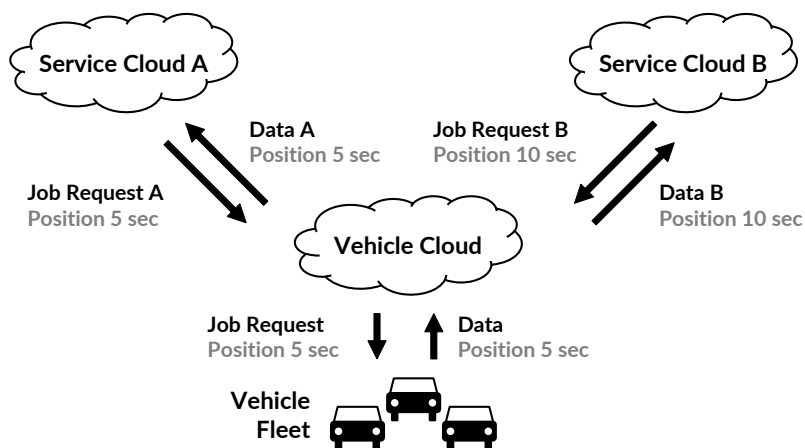 Service Cloud A
Service Cloud B
Data A
Position 5 sec
Job Request B
Position 10 sec
Job Request A
Position 5 sec
Data B
Position 10 sec
Vehicle Cloud
Job Request
Position 5 sec
Data
Position 5 sec
Vehicle
Fleet